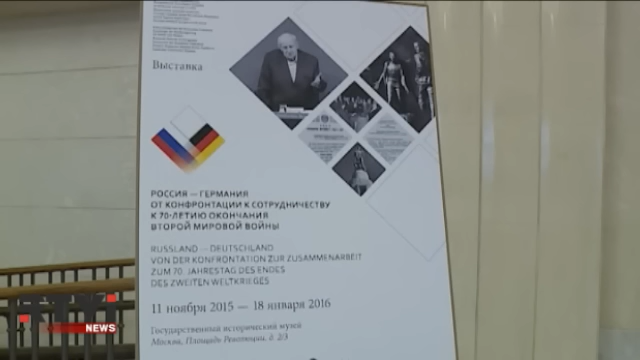 Выставка
РОССИЯ — ГЕРМАНИЯ
ОТ КОНФРОНТАЦИИ К СОТРУДНИЧЕСТВУ
К 70-ЛЕТИЮ ОКОНЧАНИЯ
ВТОРОЙ МИРОВОЙ ВОЙНЫ
RUSSLAND — DEUTSCHLAND
VON DER KONFRONTATION ZUR ZUSAMMENARBEIT
ZUM 70. JAHRESTAG DES ENDES
DES ZWEITEN WELTKRIEGES
11 ноября 2015 — 18 января 2016
Государственный исторический музей
Москва, Площадь Революции, д. 2/3
NEWS